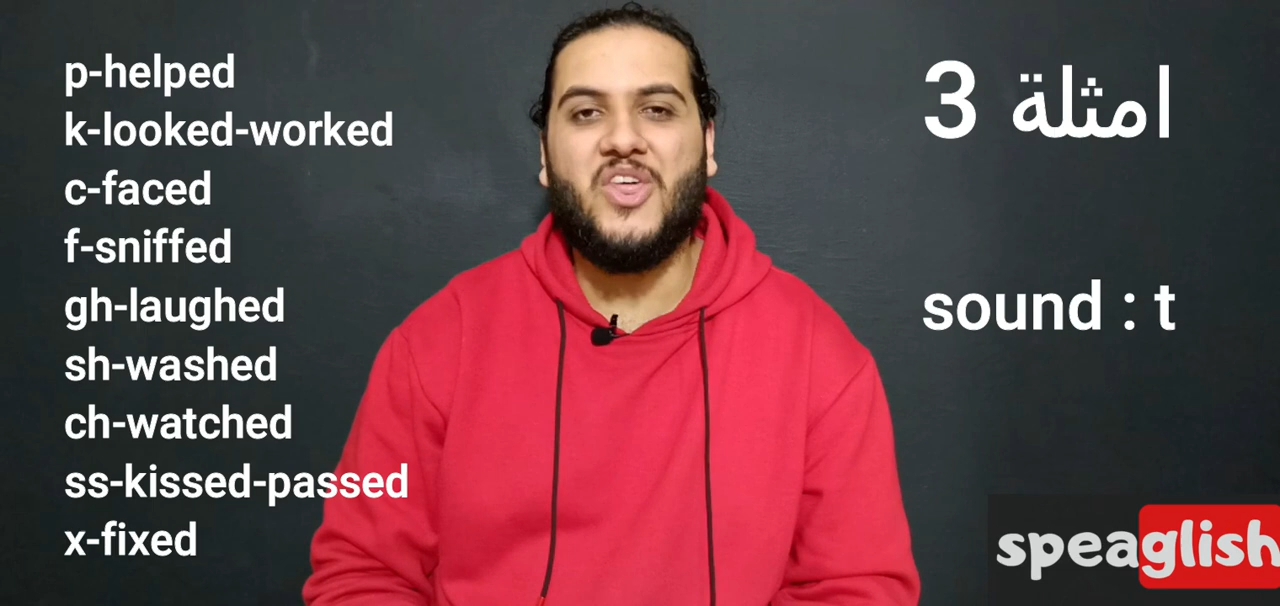 p-helped
k-looked-worked
c-faced
f-sniffed
gh-laughed
sh-washed
ch-watched
ss-kissed-passed
x-fixed
3 امثلة
sound : t
speaglish